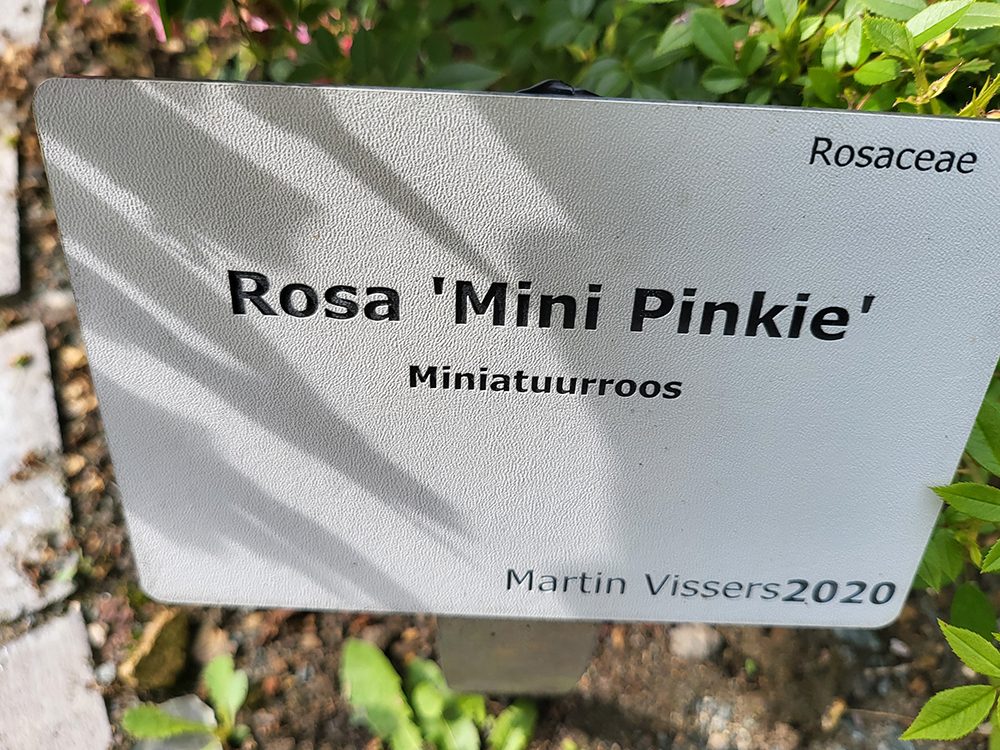 Rosaceae
Rosa 'Mini Pinkie'
Miniatuurroos
Martin Vissers2020